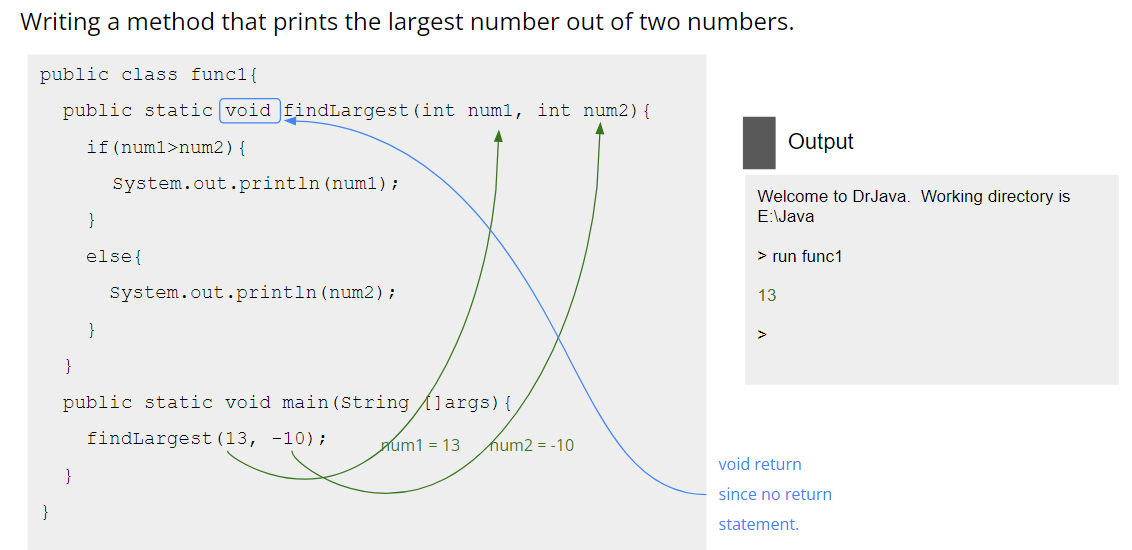 Writing a method that prints the largest number out of two numbers.
public class func1{
public static void findLargest(int num1, int num2){
if(num1>num2){
System.out.println(num1);
}
else{
System.out.println(num2);
}
}
public static void main(String []args){
findLargest(13, -10);
num1 = 13 num2 = -10
}
}
Output
Welcome to DrJava. Working directory is
E:\Java
> run func1
13
>
void return
since no return
statement.